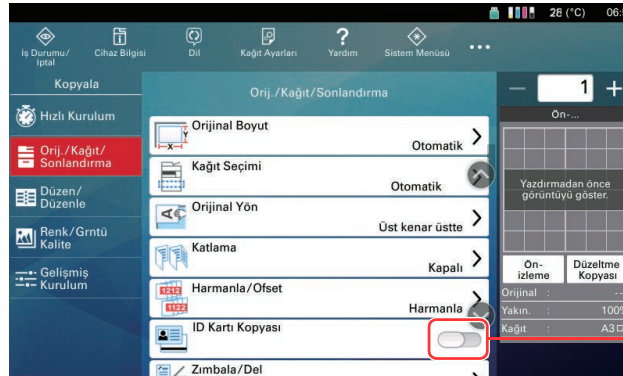 28 (°C) 06:
İş Durumu/
İptal
Cihaz Bilgisi
Dil
Kağıt Ayarları
Yardım
Sistem Menüsü
Kopyala
Orij./Kağıt/Sonlandırma
1
Hızlı Kurulum
Orij./Kağıt/
Sonlandırma
Düzen/
Düzenle
Renk/Grntü
Kalite
Gelişmiş
Kurulum
Orijinal Boyut
Otomatik
Kağıt Seçimi
Otomatik
Orijinal Yön
Üst kenar üstte
Katlama
Kapalı
Harmanla/Ofset
Harmanla
ID Kartı Kopyası
Zımbala/Del
Ön-...
Yazdırmadan önce
görüntüyü göster.
Ön-
izleme
Düzeltme
Kopyası
Orijinal : --
Yakın. : 100%
Kağıt : A3